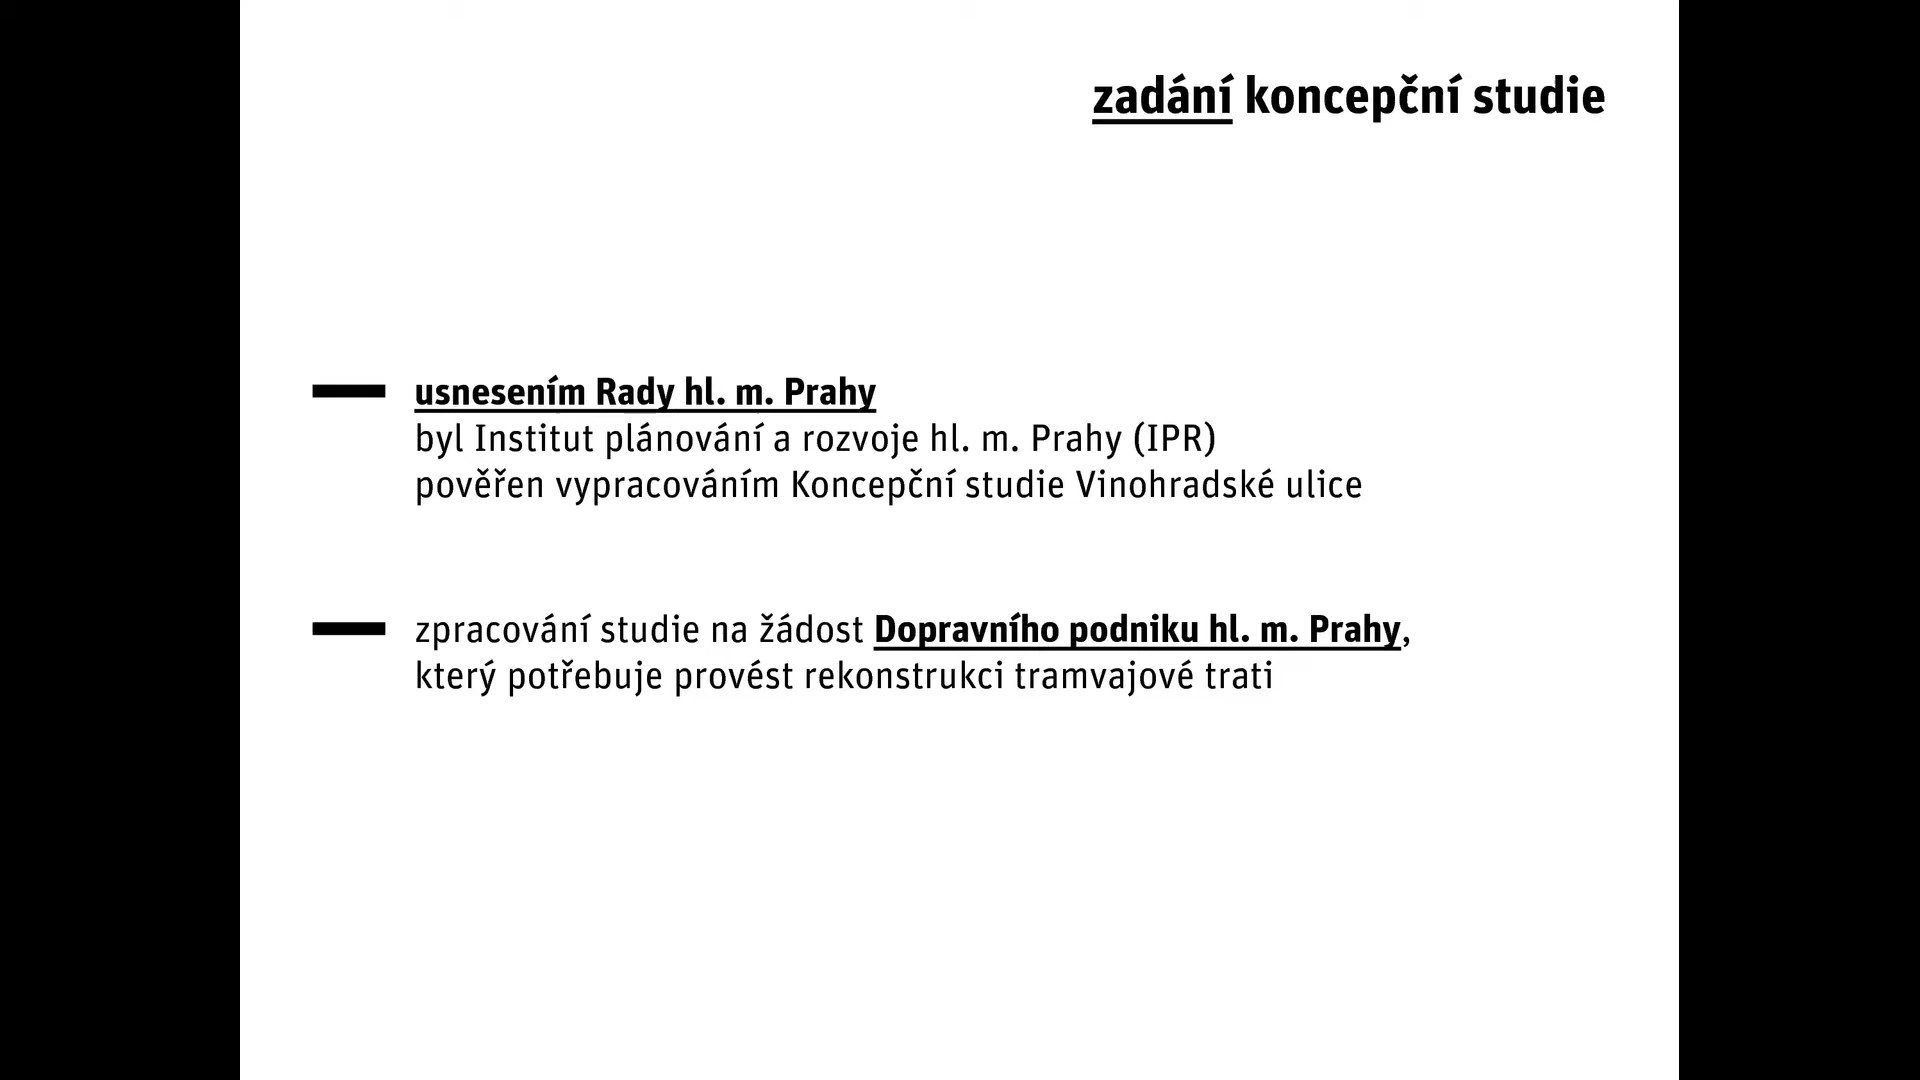 zadání koncepční studie
usnesením Rady hl. m. Prahy
byl Institut plánování a rozvoje hl. m. Prahy (IPR)
pověřen vypracováním Koncepční studie Vinohradské ulice
zpracování studie na žádost Dopravního podniku hl. m. Prahy,
který potřebuje provést rekonstrukci tramvajové trati